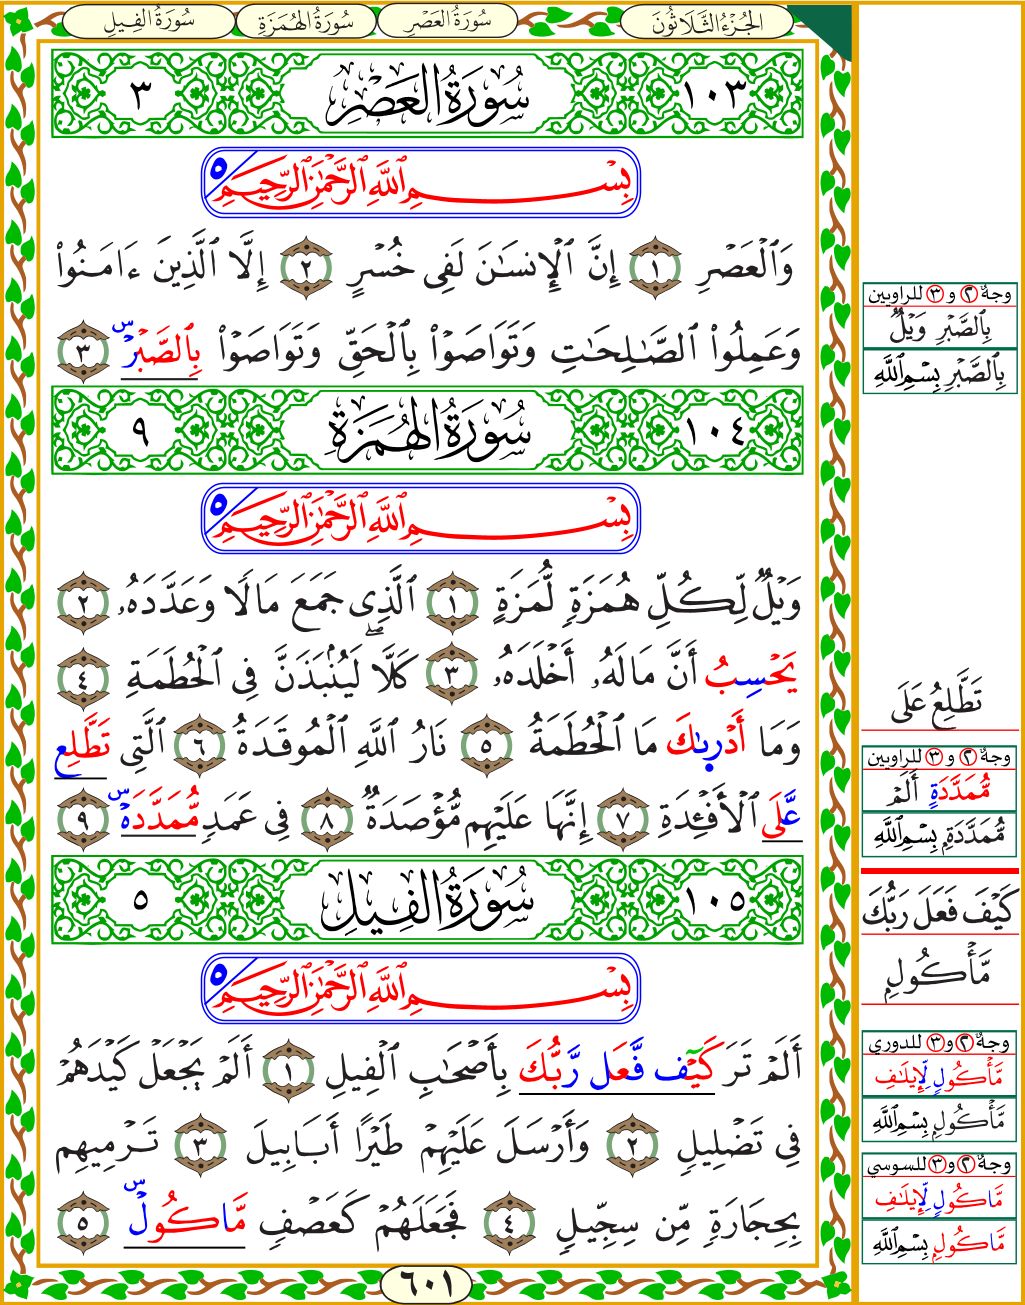 الجُزْءُ الثَّلَاثُونَ
سُورَةُ العَصْرِ
سُورَةُ الهُمَزَةِ
سُورَةُ الفِيلِ
١٠٣ سُورَةُ العَصْرِ ٣
بِسْمِ ٱللَّهِ ٱلرَّحْمَٰنِ ٱلرَّحِيمِ ٥
وَٱلْعَصْرِ ١ إِنَّ ٱلْإِنسَٰنَ لَفِى خُسْرٍ ٢ إِلَّا ٱلَّذِينَ ءَامَنُوا۟
وَعَمِلُوا۟ ٱلصَّٰلِحَٰتِ وَتَوَاصَوْا۟ بِٱلْحَقِّ وَتَوَاصَوْا۟ بِٱلصَّبْرِ س ٣
١٠٤ سُورَةُ الهُمَزَةِ ٩
بِسْمِ ٱللَّهِ ٱلرَّحْمَٰنِ ٱلرَّحِيمِ ٥
وَيْلٌ لِّكُلِّ هُمَزَةٍ لُّمَزَةٍ ١ ٱلَّذِى جَمَعَ مَالًا وَعَدَّدَهُۥ ٢
يَحْسِبُ أَنَّ مَالَهُۥ أَخْلَدَهُۥ ٣ كَلَّا لَيُنۢبَذَنَّ فِى ٱلْحُطَمَةِ ٤
وَمَا أَدْرِىٰكَ مَا ٱلْحُطَمَةُ ٥ نَارُ ٱللَّهِ ٱلْمُوقَدَةُ ٦ ٱلَّتِى تَطَّلِع
عَّلَى ٱلْأَفْـِٔدَةِ ٧ إِنَّهَا عَلَيْهِم مُّؤْصَدَةٌ ٨ فِى عَمَدٍ مُّمَدَّدَةٍ س ٩
١٠٥ سُورَةُ الفِيلِ ٥
بِسْمِ ٱللَّهِ ٱلرَّحْمَٰنِ ٱلرَّحِيمِ ٥
أَلَمْ تَرَ كَيْف فَّعَل رَّبُّكَ بِأَصْحَٰبِ ٱلْفِيلِ ١ أَلَمْ يَجْعَلْ كَيْدَهُمْ
فِى تَضْلِيلٍ ٢ وَأَرْسَلَ عَلَيْهِمْ طَيْرًا أَبَابِيلَ ٣ تَرْمِيهِم
بِحِجَارَةٍ مِّن سِجِّيلٍ ٤ فَجَعَلَهُمْ كَعَصْفٍ مَّاكُولٍ س ٥
٦٠١
وجهٌ ٢ و ٣ للراويين
بِٱلصَّبْرِ وَيْلٌ
بِٱلصَّبْرِ بِسْمِ ٱللَّهِ
تَطَّلِعُ عَلَى
وجهٌ ٢ و ٣ للراويين
مُّمَدَّدَةٍ أَلَمْ
مُّمَدَّدَةٍ بِسْمِ ٱللَّهِ
كَيْفَ فَعَلَ رَبُّكَ
مَّأْكُولٍ
وجهٌ ٢ و ٣ للدوري
مَّأْكُولٍ لِّإِيلَٰفِ
مَّأْكُولٍ بِسْمِ ٱللَّهِ
وجهٌ ٢ و ٣ للسوسي
مَّاكُولٍ لِّإِيلَٰفِ
مَّاكُولٍ بِسْمِ ٱللَّهِ